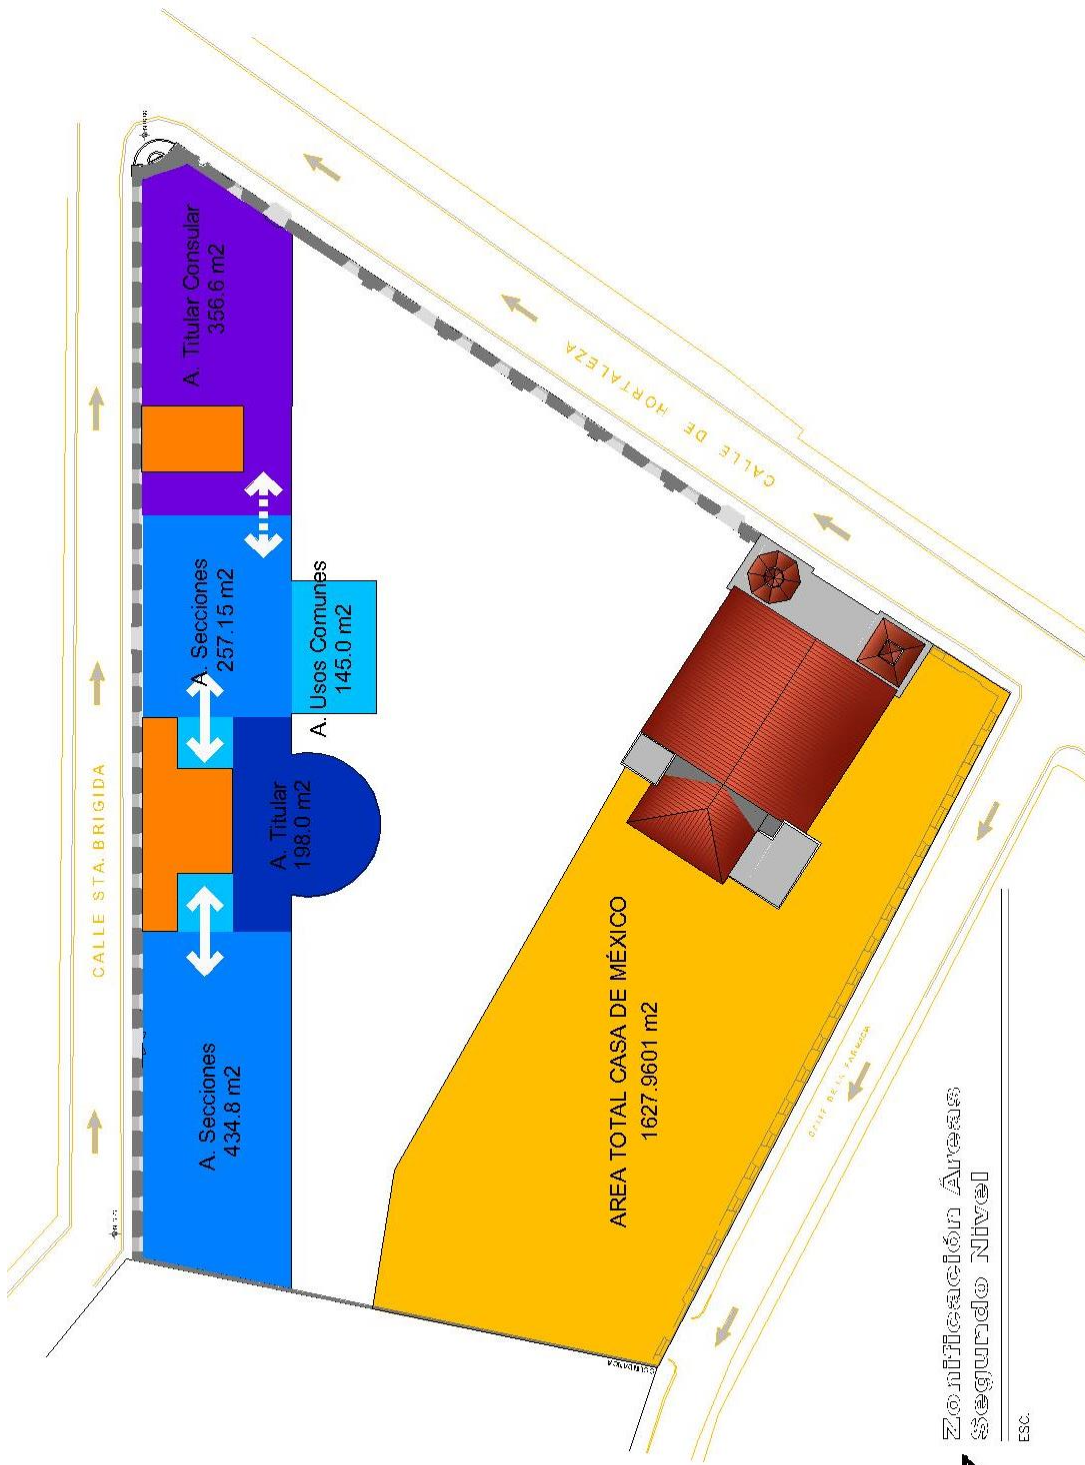 CALLE STA. BRIGIDA
A. Titular Consular
356.6 m2
A. Secciones
257.15 m2
A. Usos Comunes
145.0 m2
A. Titular
198.0 m2
A. Secciones
434.8 m2
CALLE DE HORTALEZA
AREA TOTAL CASA DE MÉXICO
1627.9601 m2
COLINDANCIA
Zonificación Áreas
Segundo Nivel
ESC.